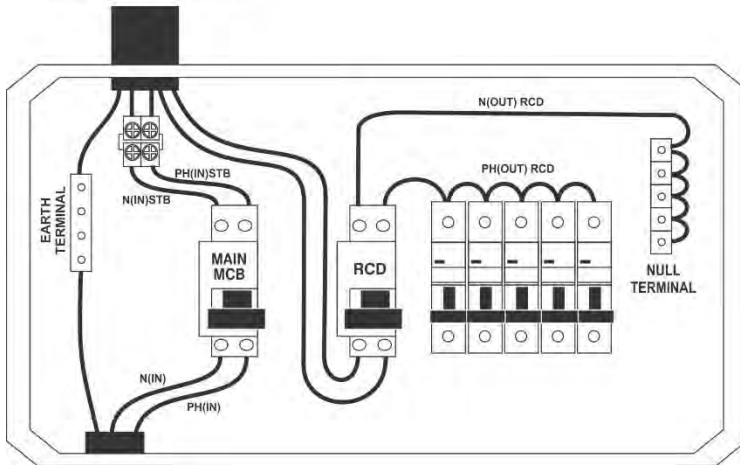 N(OUT) RCD
PH(IN)STB
N(IN)STB
PH(OUT) RCD
EARTH
TERMINAL
MAIN
MCB
RCD
NULL
TERMINAL
N(IN)
PH(IN)